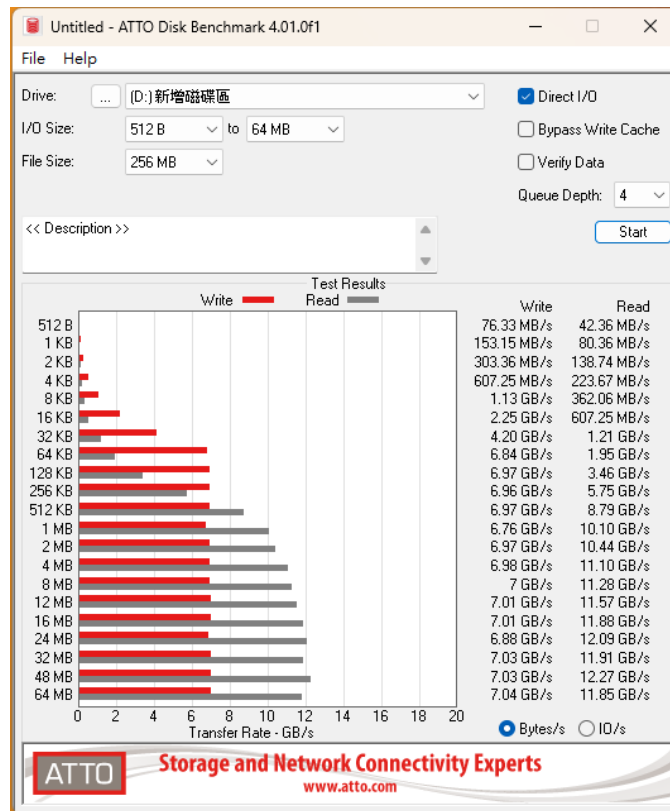 Untitled - ATTO Disk Benchmark 4.01.0f1
File Help
Drive: ... (D:)新增磁碟區 Direct I/O
I/O Size: 512 B to 64 MB Bypass Write Cache
File Size: 256 MB Verify Data
Queue Depth: 4
<< Description >> Start
Test Results
Write Read Write Read
512 B 76.33 MB/s 42.36 MB/s
1 KB 153.15 MB/s 80.36 MB/s
2 KB 303.36 MB/s 138.74 MB/s
4 KB 607.25 MB/s 223.67 MB/s
8 KB 1.13 GB/s 362.06 MB/s
16 KB 2.25 GB/s 607.25 MB/s
32 KB 4.20 GB/s 1.21 GB/s
64 KB 6.84 GB/s 1.95 GB/s
128 KB 6.97 GB/s 3.46 GB/s
256 KB 6.96 GB/s 5.75 GB/s
512 KB 6.97 GB/s 8.79 GB/s
1 MB 6.76 GB/s 10.10 GB/s
2 MB 6.97 GB/s 10.44 GB/s
4 MB 6.98 GB/s 11.10 GB/s
8 MB 7 GB/s 11.28 GB/s
12 MB 7.01 GB/s 11.57 GB/s
16 MB 7.01 GB/s 11.88 GB/s
24 MB 6.88 GB/s 12.09 GB/s
32 MB 7.03 GB/s 11.91 GB/s
48 MB 7.03 GB/s 12.27 GB/s
64 MB 7.04 GB/s 11.85 GB/s
0 2 4 6 8 10 12 14 16 18 20
Transfer Rate - GB/s Bytes/s IO/s
ATTO Storage and Network Connectivity Experts
www.atto.com